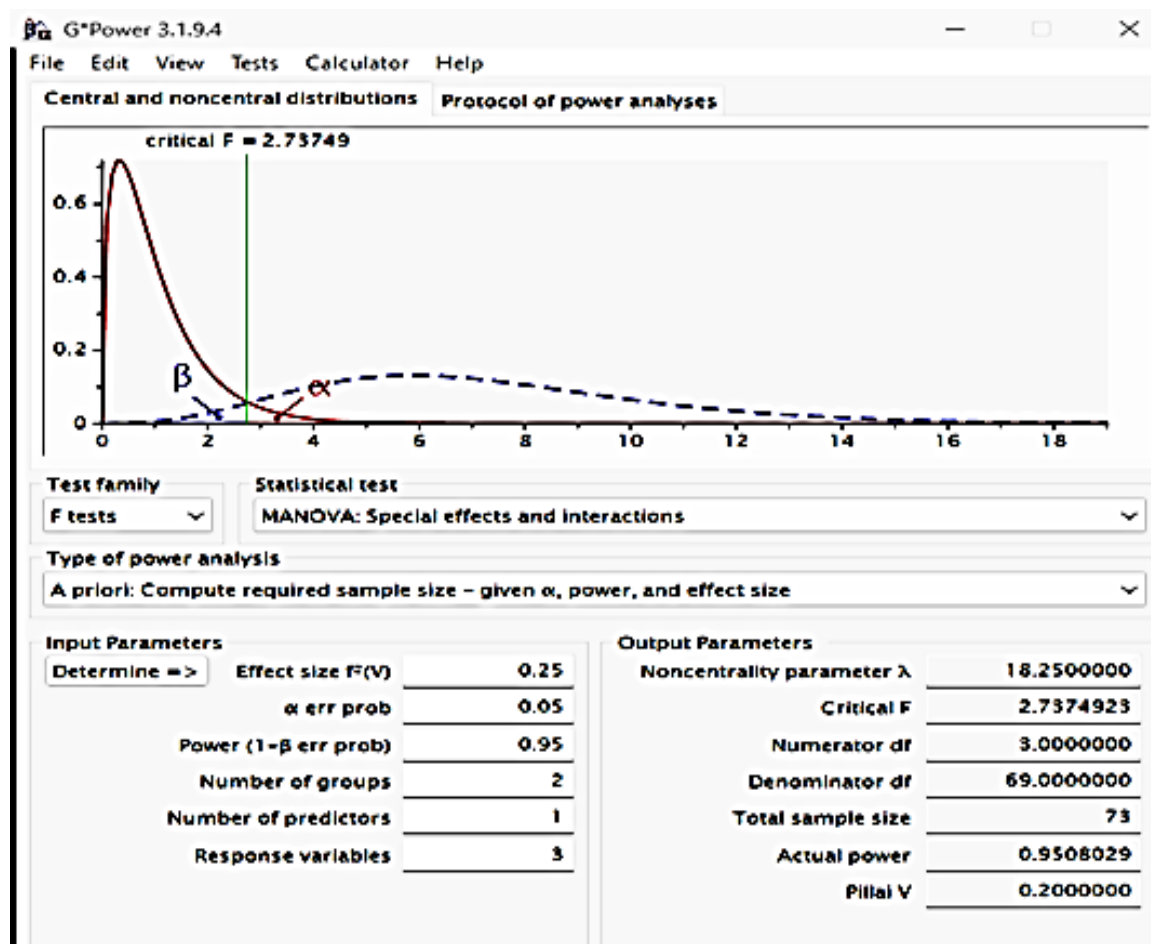 G*Power 3.1.9.4
File Edit View Tests Calculator Help
Central and noncentral distributions Protocol of power analyses
critical F = 2.73749
0.6
0.4
0.2
0
β α
0 2 4 6 8 10 12 14 16 18
Test family Statistical test
F tests MANOVA: Special effects and interactions
Type of power analysis
A priori: Compute required sample size – given α, power, and effect size
Input Parameters Output Parameters
Determine => Effect size f²(V) 0.25 Noncentrality parameter λ 18.2500000
α err prob 0.05 Critical F 2.7374923
Power (1-β err prob) 0.95 Numerator df 3.0000000
Number of groups 2 Denominator df 69.0000000
Number of predictors 1 Total sample size 73
Response variables 3 Actual power 0.9508029
Pillai V 0.2000000